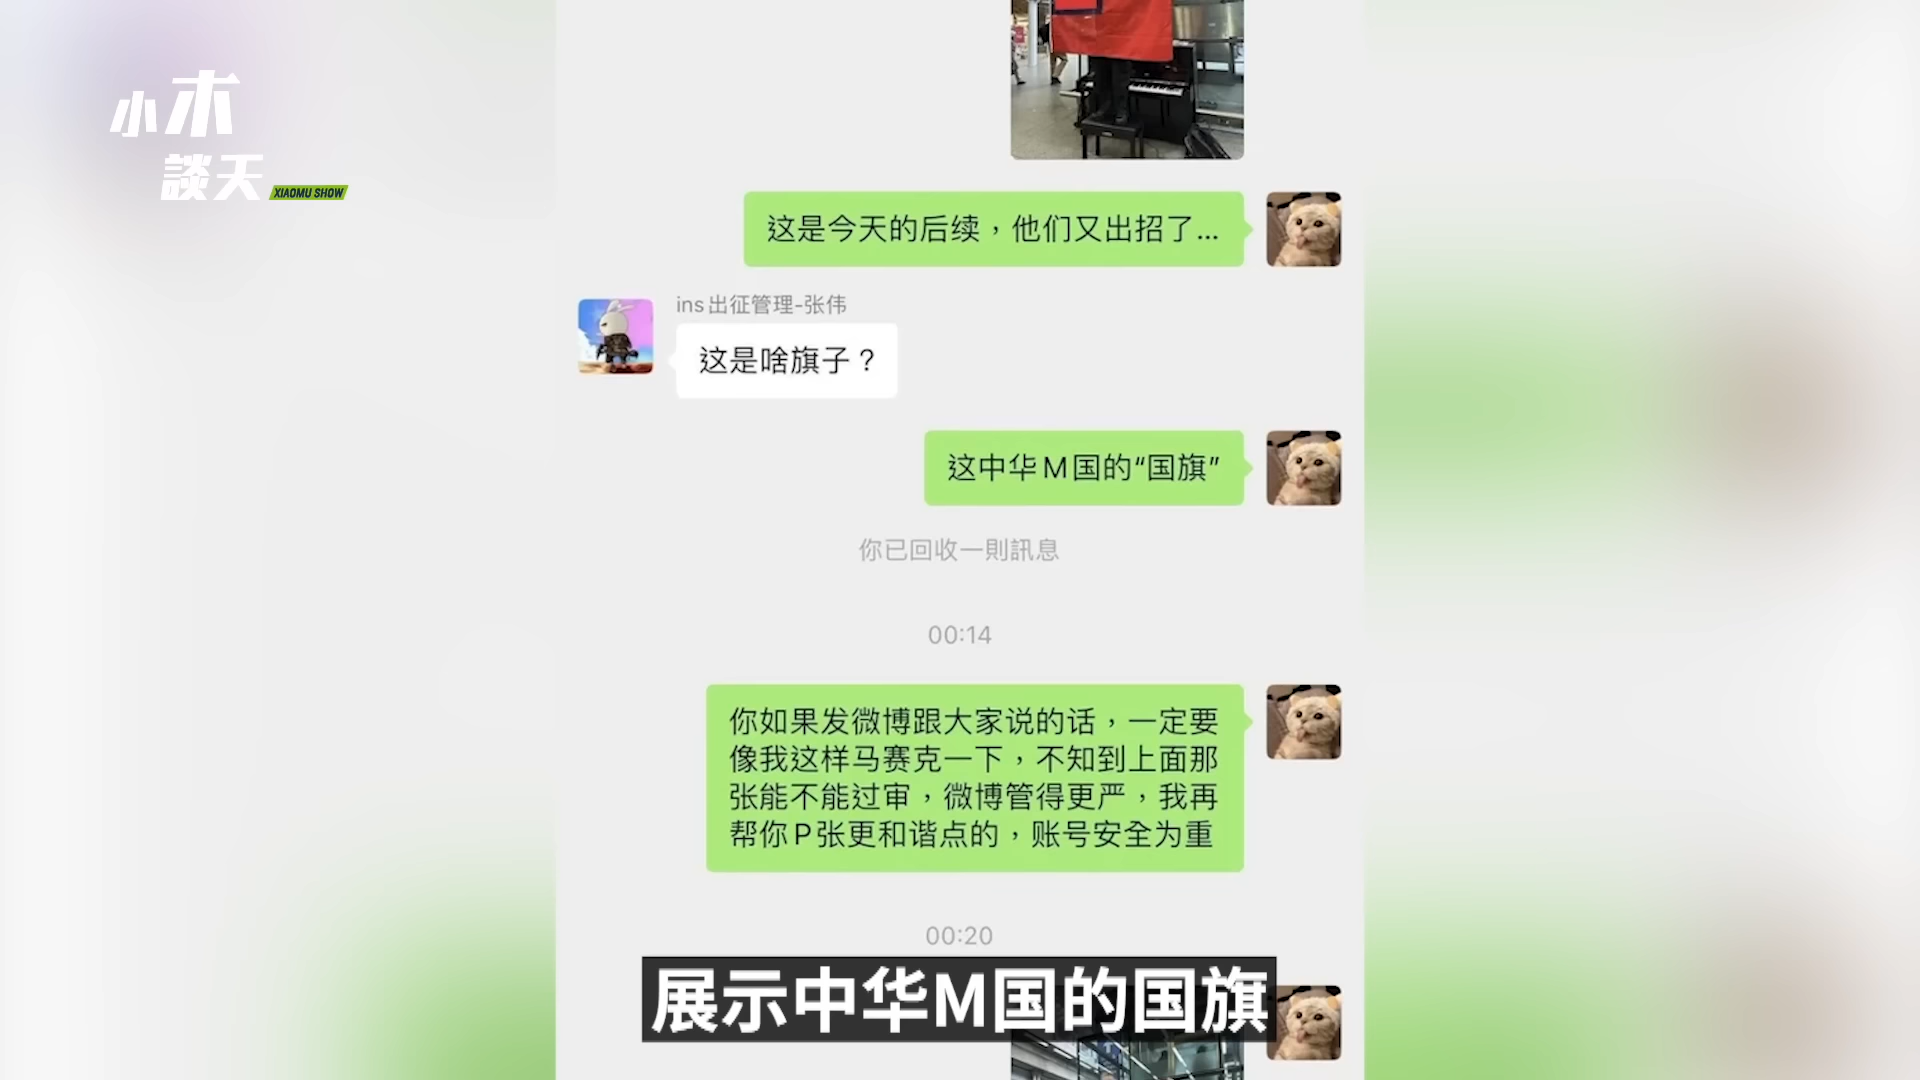 小木
談天
XIAOMU SHOW
这是今天的后续，他们又出招了...
ins出征管理-张伟
这是啥旗子？
这中华M国的“国旗”
你已回收一則訊息
00:14
你如果发微博跟大家说的话，一定要
像我这样马赛克一下，不知到上面那
张能不能过审，微博管得更严，我再
帮你P张更和谐点的，账号安全为重
00:20
展示中华M国的国旗